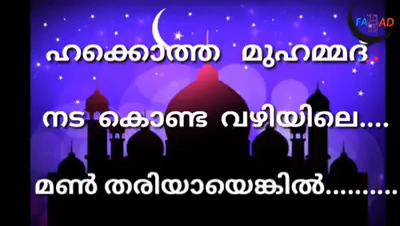 ഹക്കൊത്ത മുഹമ്മദ്.
നട കൊണ്ട വഴിയിലെ....
മൺ തരിയായെങ്കിൽ..........